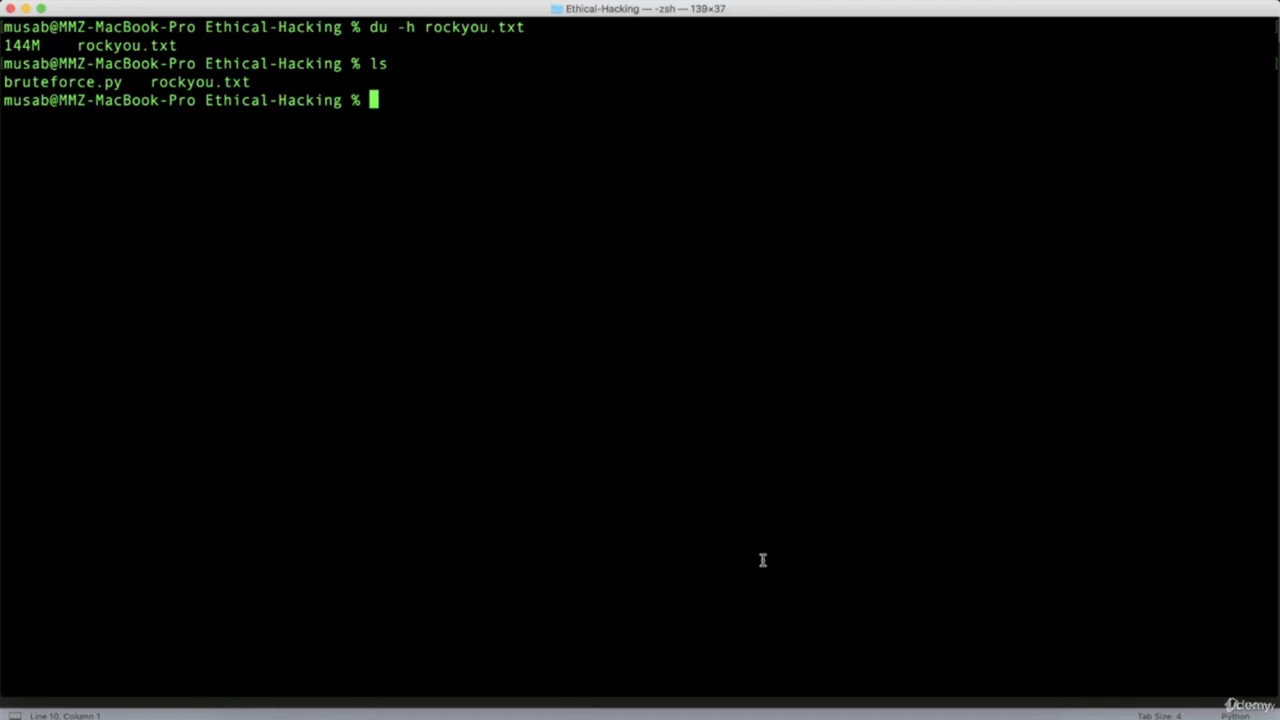 Ethical-Hacking — -zsh — 139×37
musab@MMZ-MacBook-Pro Ethical-Hacking % du -h rockyou.txt
144M    rockyou.txt
musab@MMZ-MacBook-Pro Ethical-Hacking % ls
bruteforce.py   rockyou.txt
musab@MMZ-MacBook-Pro Ethical-Hacking %
Udemy
Line 10, Column 1
Tab Size: 4
Python